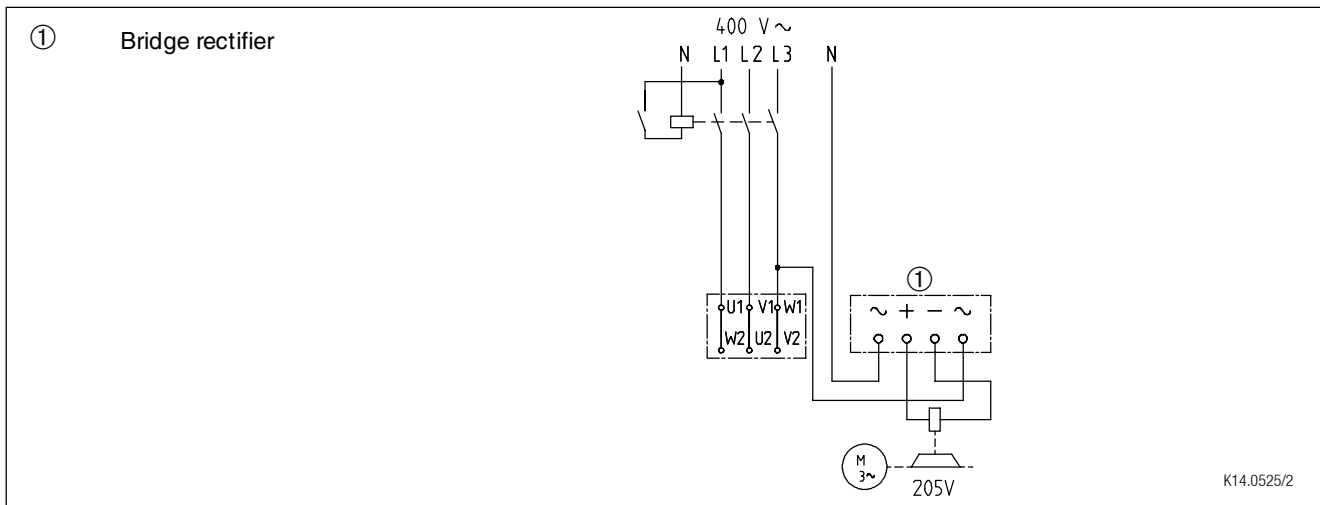 ① Bridge rectifier
400 V ~
N L1 L2 L3 N
①
U1 V1 W1
~ + − ~
W2 U2 V2
M
3~
205V
K14.0525/2